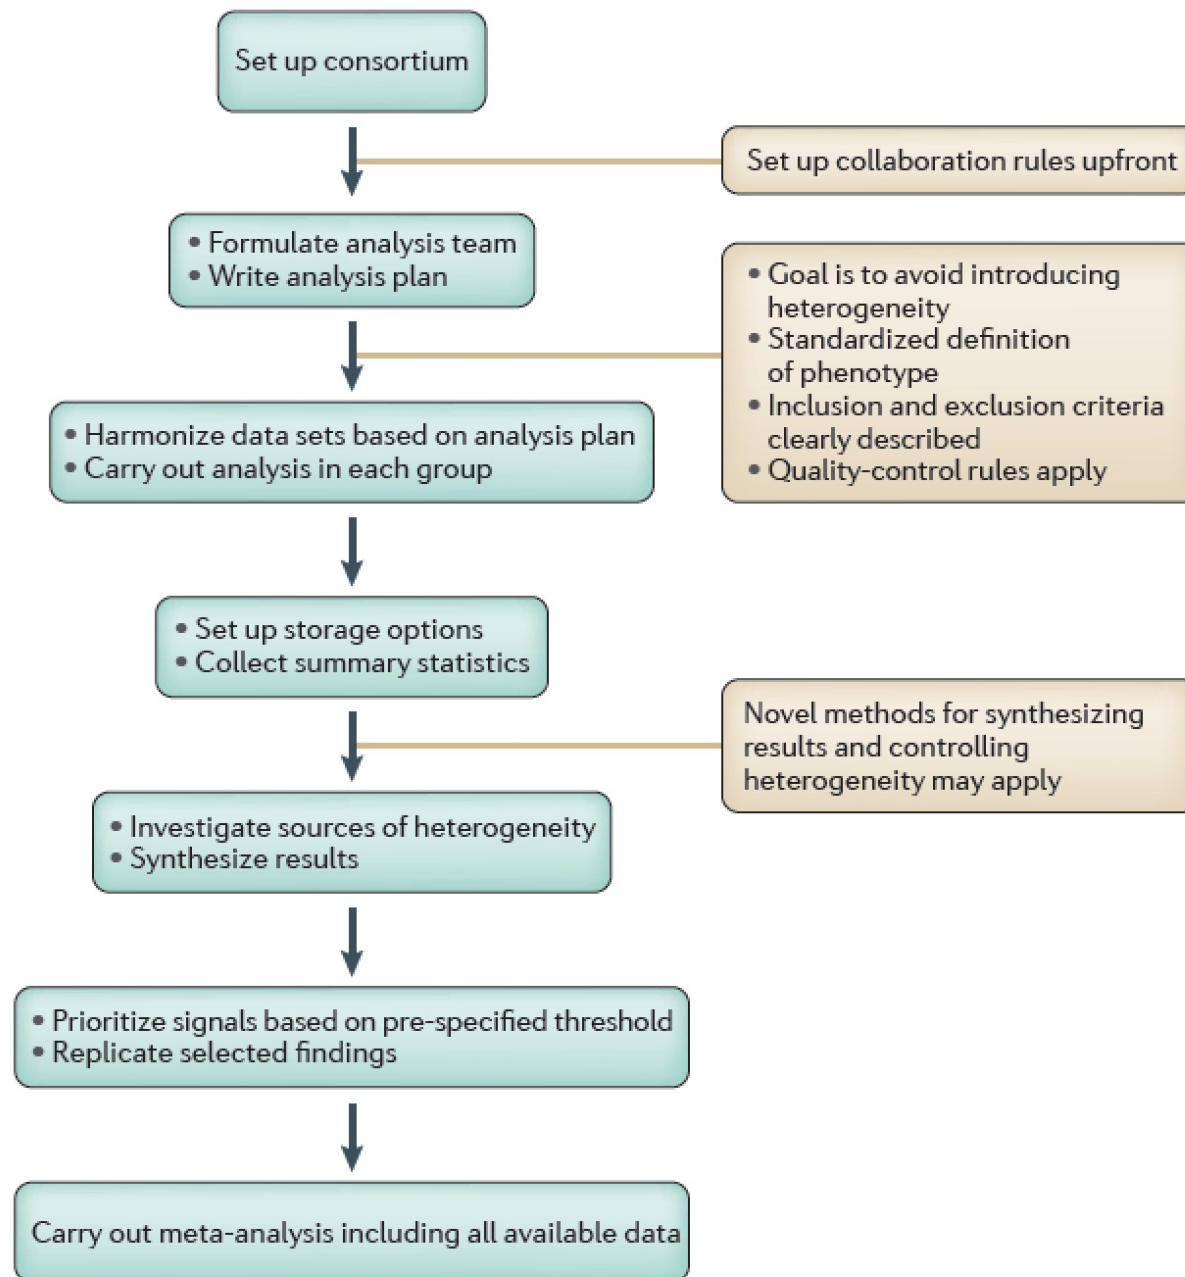 Set up consortium
Set up collaboration rules upfront
• Formulate analysis team
• Write analysis plan
• Goal is to avoid introducing
heterogeneity
• Standardized definition
of phenotype
• Inclusion and exclusion criteria
clearly described
• Quality-control rules apply
• Harmonize data sets based on analysis plan
• Carry out analysis in each group
• Set up storage options
• Collect summary statistics
Novel methods for synthesizing
results and controlling
heterogeneity may apply
• Investigate sources of heterogeneity
• Synthesize results
• Prioritize signals based on pre-specified threshold
• Replicate selected findings
Carry out meta-analysis including all available data